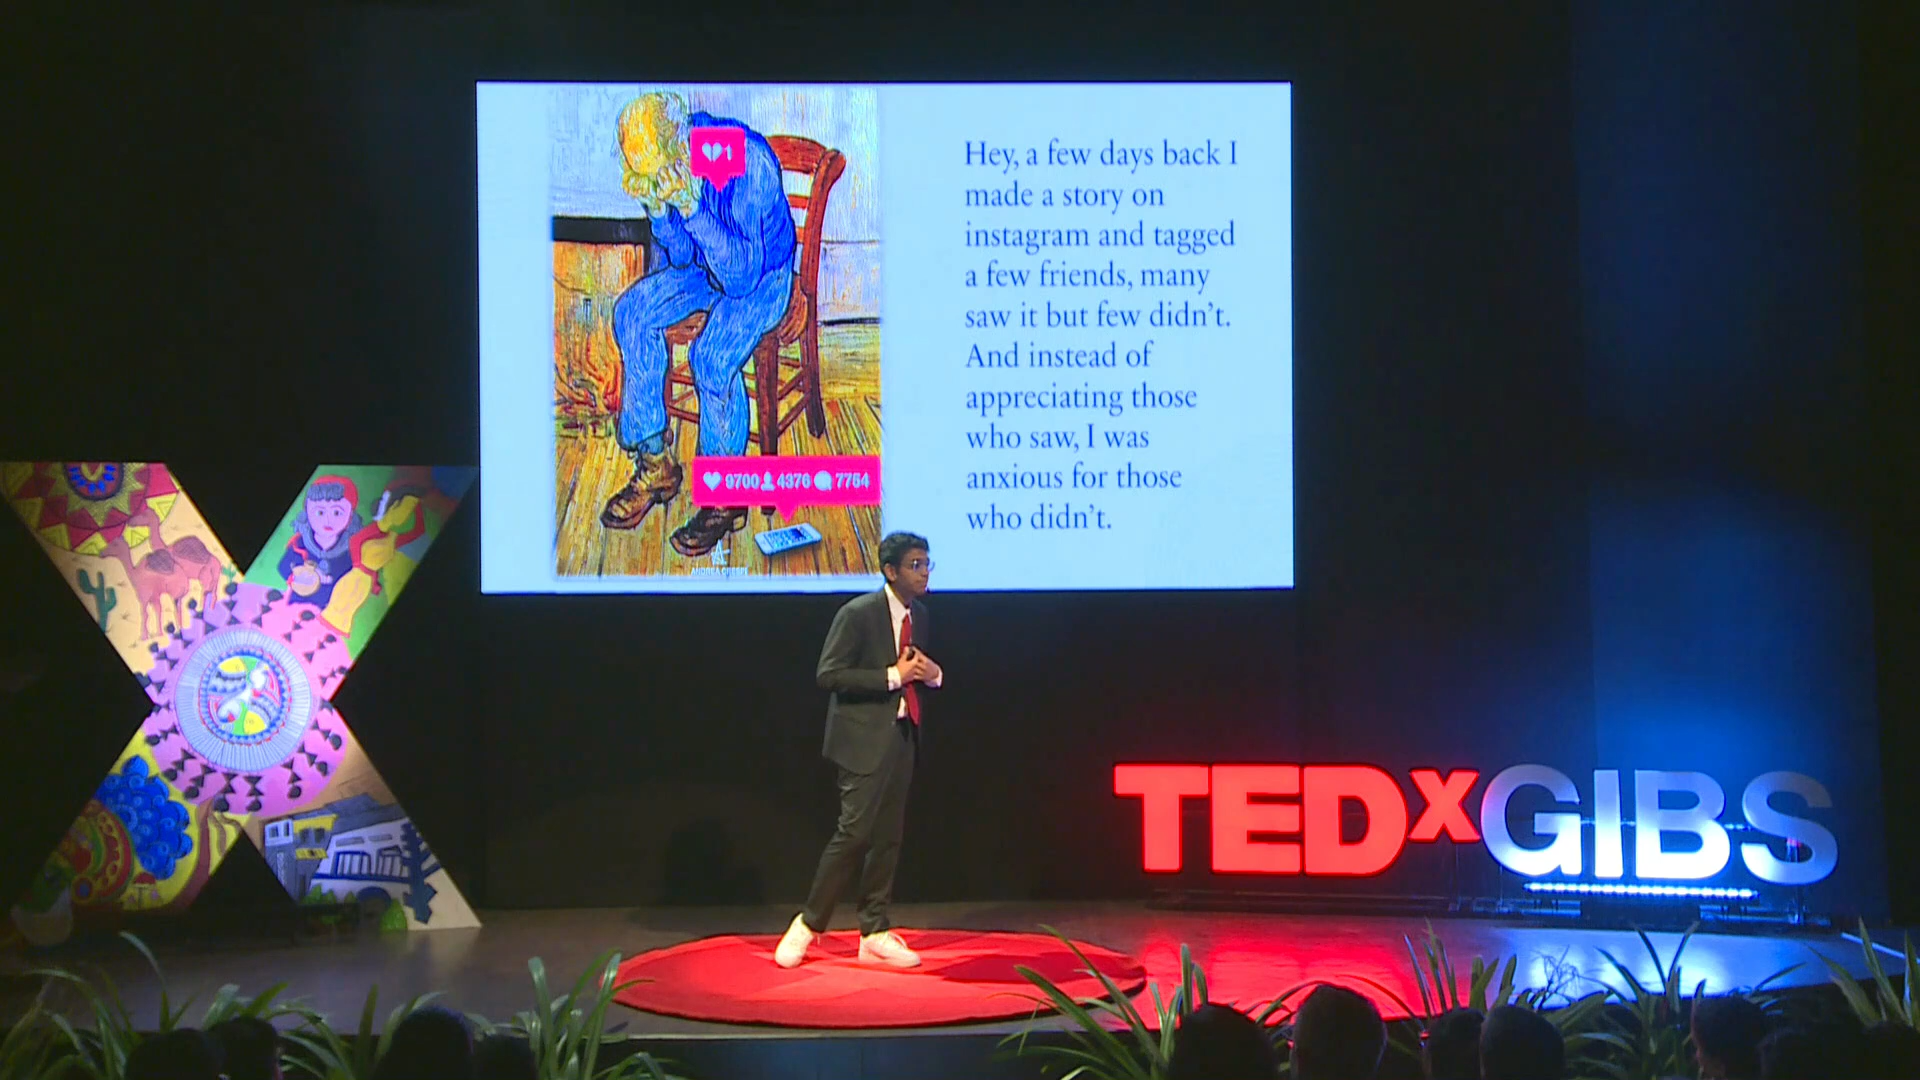 1
Hey, a few days back I
made a story on
instagram and tagged
a few friends, many
saw it but few didn't.
And instead of
appreciating those
who saw, I was
anxious for those
who didn't.
9700 4376 7754
TEDxGIBS